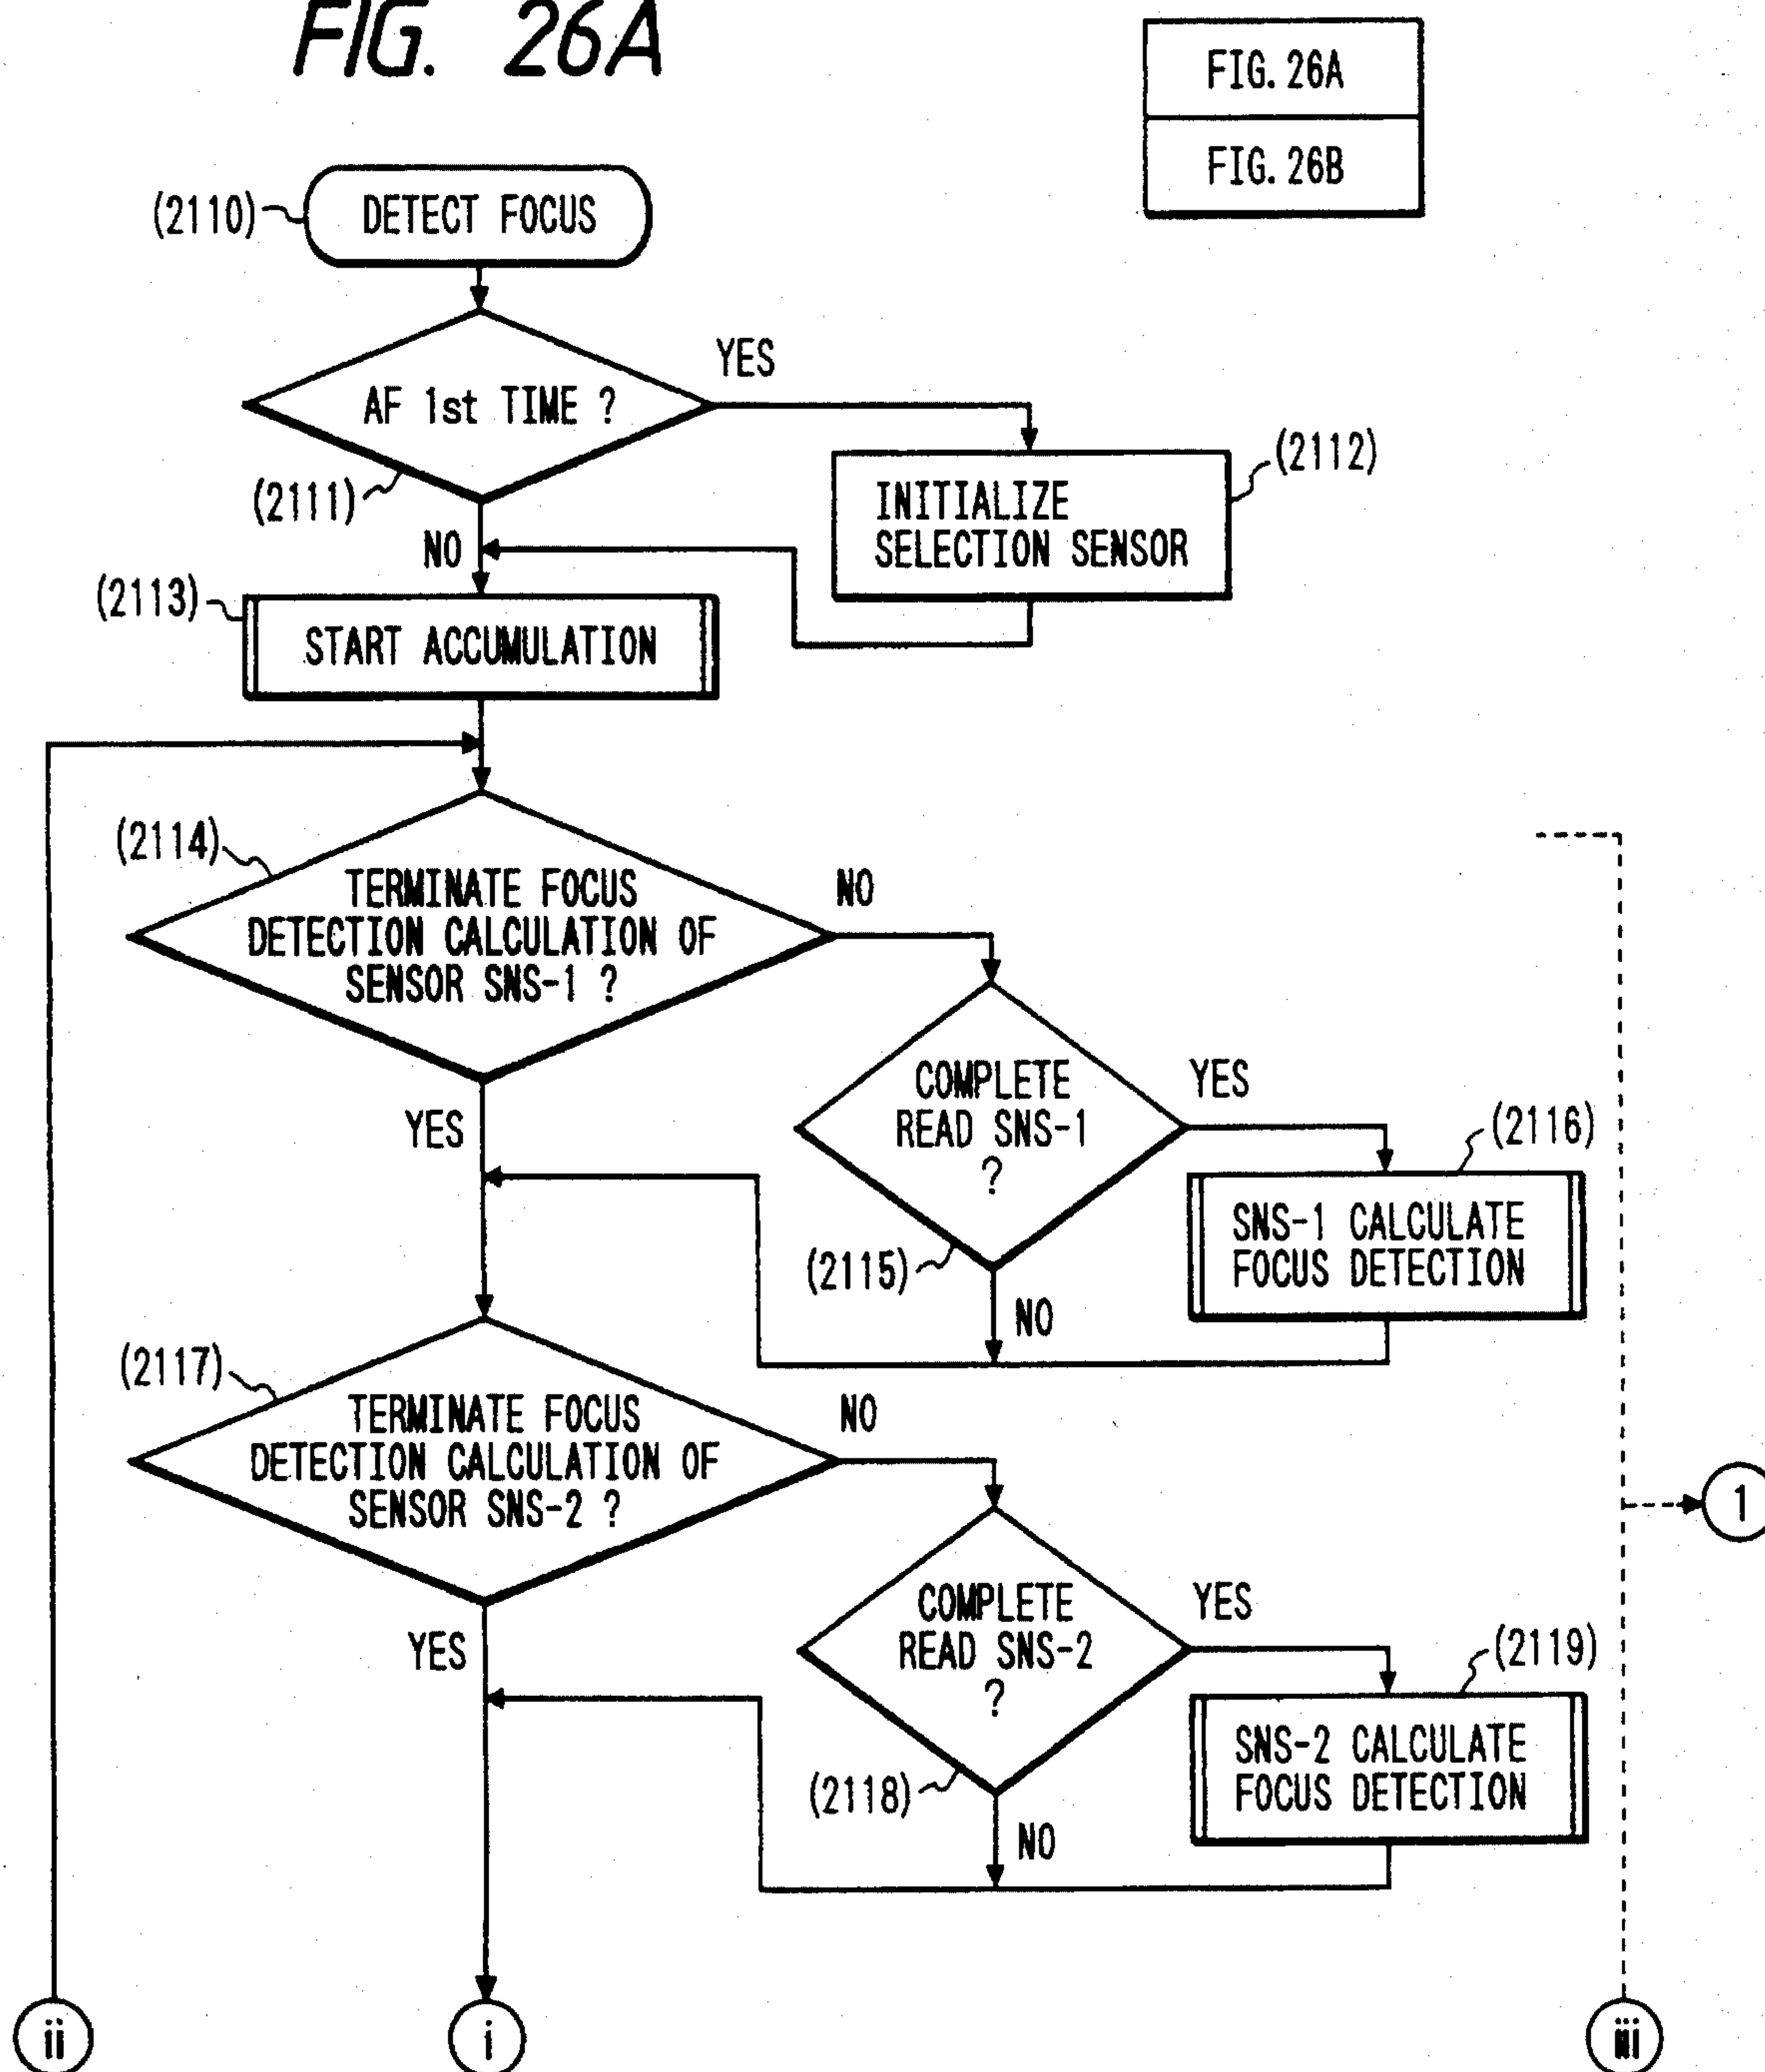 FIG. 26A
FIG. 26A
FIG. 26B
(2110)
DETECT FOCUS
AF 1st TIME ?
YES
(2111)
NO
(2112)
INITIALIZE
SELECTION SENSOR
(2113)
START ACCUMULATION
(2114)
TERMINATE FOCUS
DETECTION CALCULATION OF
SENSOR SNS-1 ?
NO
YES
COMPLETE
READ SNS-1
?
YES
(2115)
NO
(2116)
SNS-1 CALCULATE
FOCUS DETECTION
(2117)
TERMINATE FOCUS
DETECTION CALCULATION OF
SENSOR SNS-2 ?
NO
1
YES
COMPLETE
READ SNS-2
?
YES
(2118)
NO
(2119)
SNS-2 CALCULATE
FOCUS DETECTION
ii
i
iii